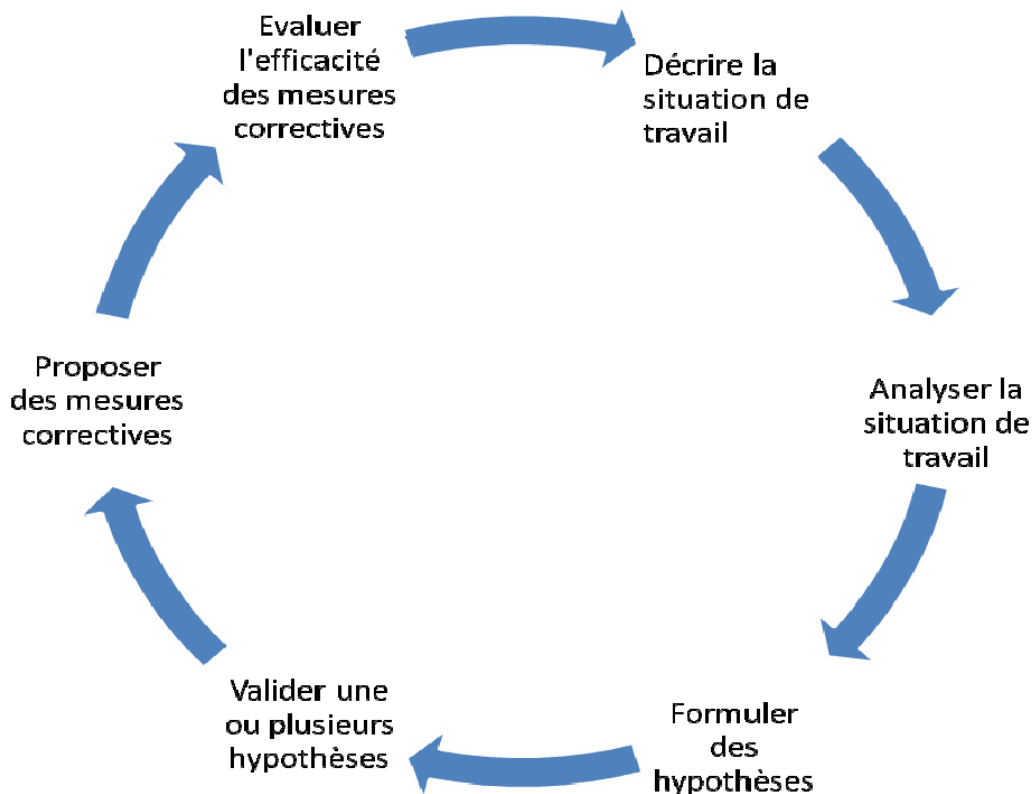 Evaluer
l'efficacité
des mesures
correctives
Décrire la
situation de
travail
Analyser la
situation de
travail
Formuler
des
hypothèses
Valider une
ou plusieurs
hypothèses
Proposer
des mesures
correctives